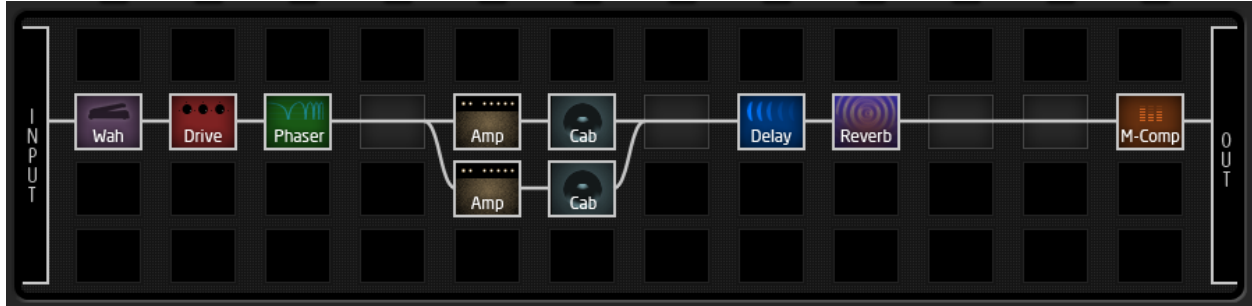 INPUT
Wah
Drive
Phaser
Amp
Cab
Delay
Reverb
M-Comp
Amp
Cab
OUT